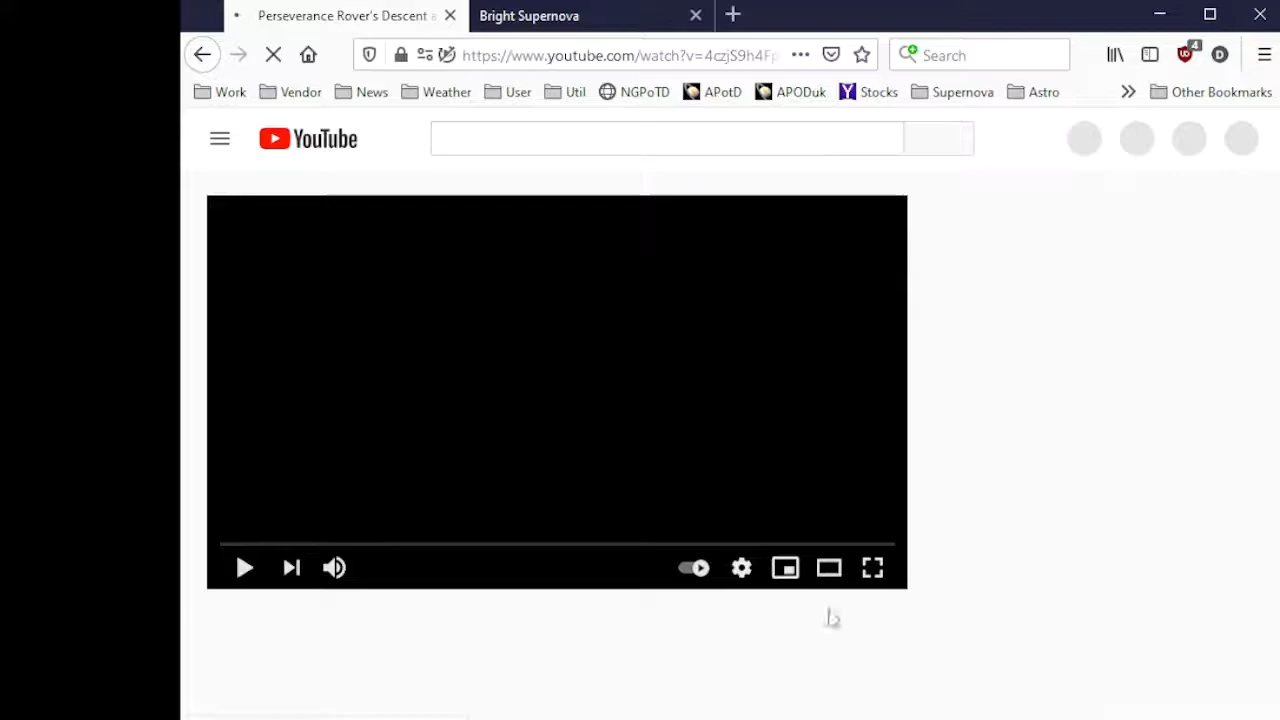 Perseverance Rover's Descent a
Bright Supernova
https://www.youtube.com/watch?v=4czjS9h4Fp
Search
4
D
Work Vendor News Weather User Util NGPoTD APotD APODuk Y Stocks Supernova Astro Other Bookmarks
YouTube